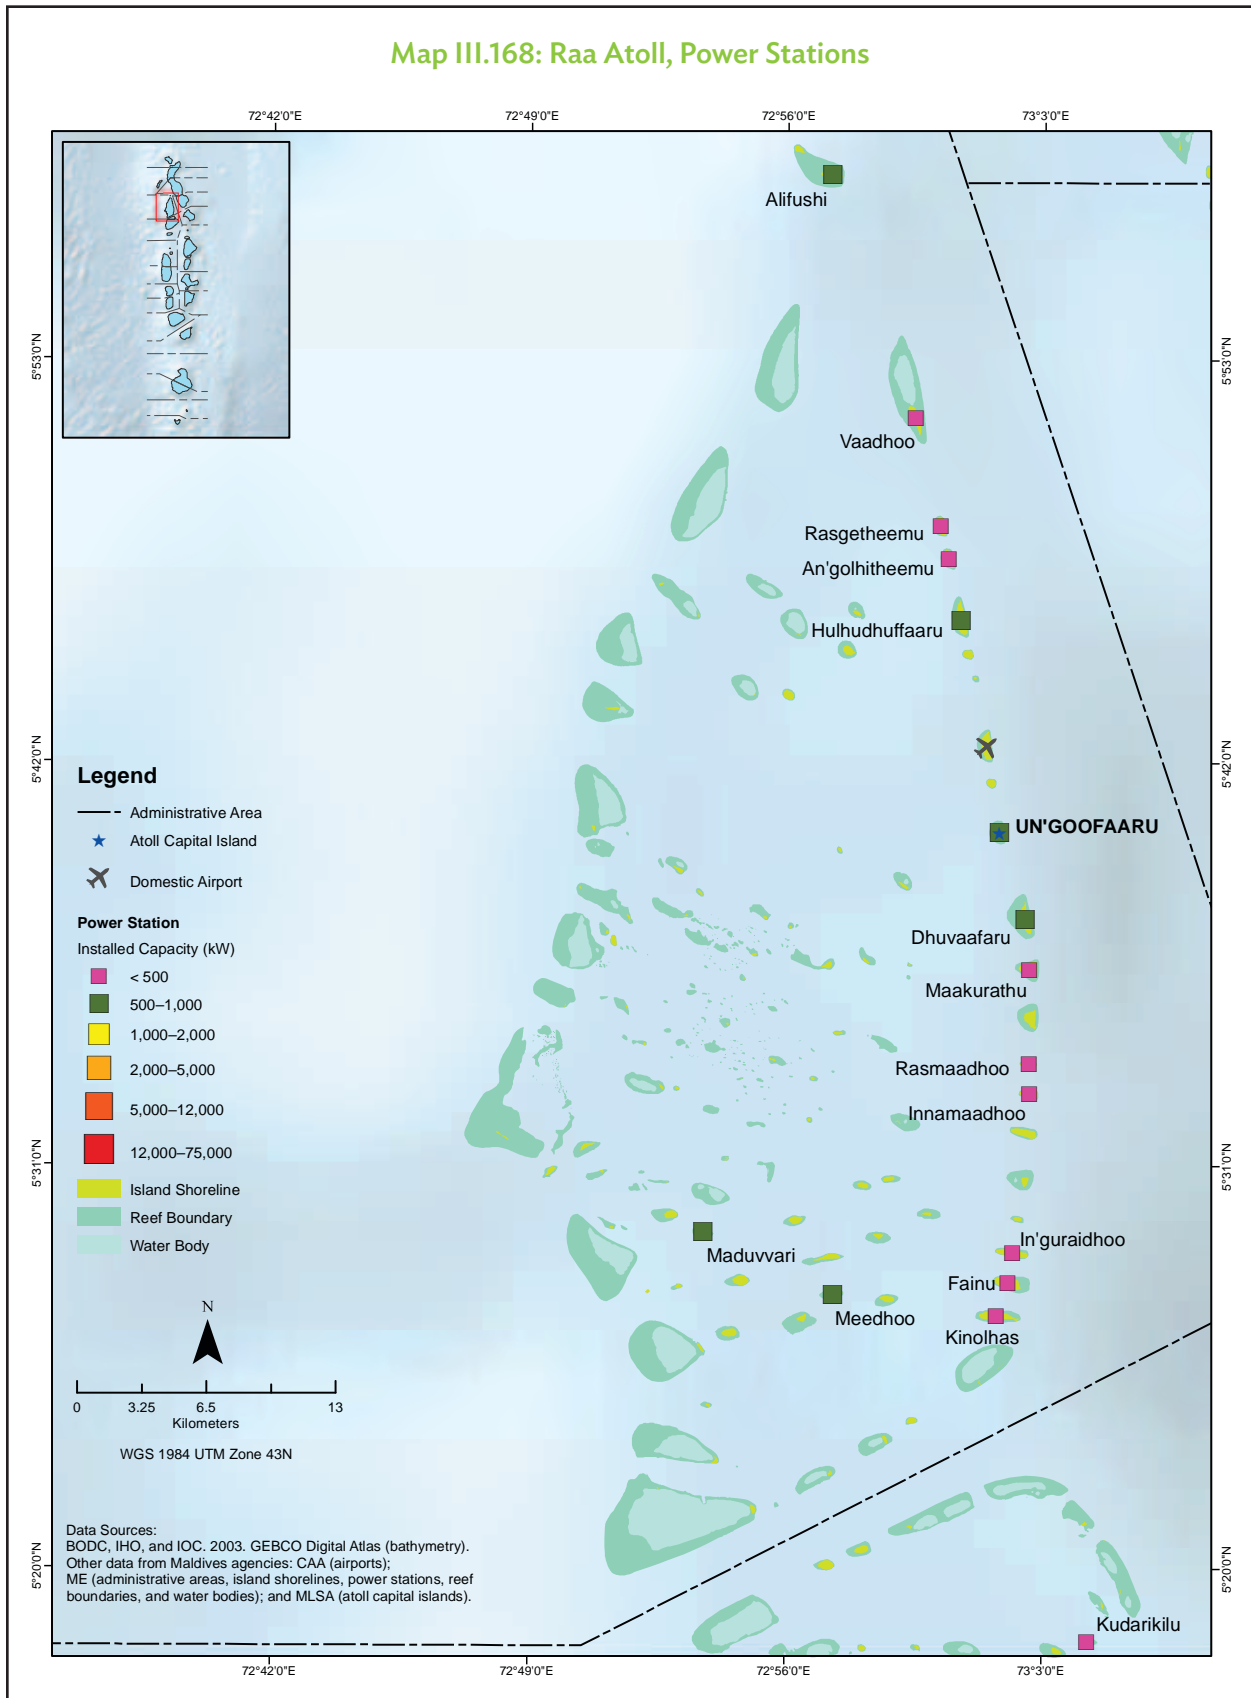 Map III.168: Raa Atoll, Power Stations
72°42'0"E
72°49'0"E
72°56'0"E
73°3'0"E
Alifushi
5°53'0"N
5°53'0"N
Vaadhoo
Rasgetheemu
An'golhitheemu
Hulhudhuffaaru
5°42'0"N
5°42'0"N
UN'GOOFAARU
Dhuvaafaru
Maakurathu
Rasmaadhoo
Innamaadhoo
5°31'0"N
5°31'0"N
In'guraidhoo
Maduvvari
Fainu
Meedhoo
Kinolhas
5°20'0"N
5°20'0"N
Kudarikilu
Legend
Administrative Area
Atoll Capital Island
Domestic Airport
Power Station
Installed Capacity (kW)
< 500
500–1,000
1,000–2,000
2,000–5,000
5,000–12,000
12,000–75,000
Island Shoreline
Reef Boundary
Water Body
N
0 3.25 6.5 13
Kilometers
WGS 1984 UTM Zone 43N
Data Sources:
BODC, IHO, and IOC. 2003. GEBCO Digital Atlas (bathymetry).
Other data from Maldives agencies: CAA (airports);
ME (administrative areas, island shorelines, power stations, reef
boundaries, and water bodies); and MLSA (atoll capital islands).
72°42'0"E
72°49'0"E
72°56'0"E
73°3'0"E